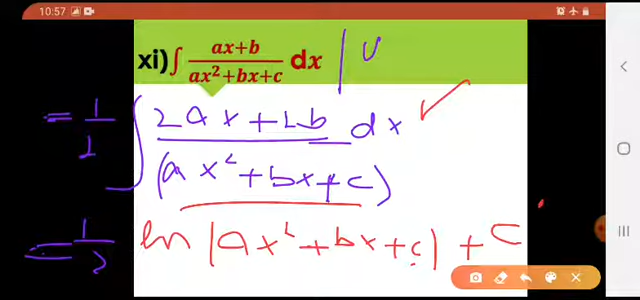 10:57
xi) ∫ ax+b / ax²+bx+c dx | U
= 1/2 ∫ 2ax+2b / (ax²+bx+c) dx ✓
= 1/2 ln |ax²+bx+c| + C